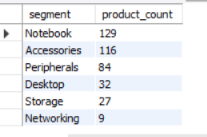 segment product_count
Notebook 129
Accessories 116
Peripherals 84
Desktop 32
Storage 27
Networking 9